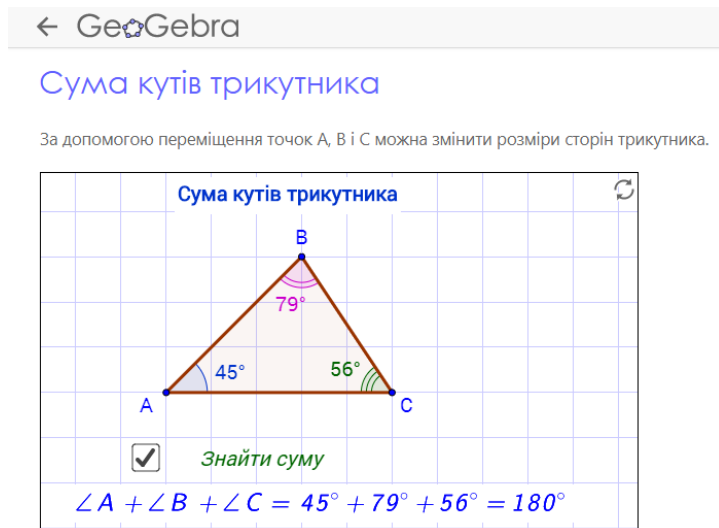 ← GeoGebra
Сума кутів трикутника
За допомогою переміщення точок A, B і C можна змінити розміри сторін трикутника.
Сума кутів трикутника
B
79°
45°
56°
A
C
Знайти суму
∠A + ∠B + ∠C = 45° + 79° + 56° = 180°